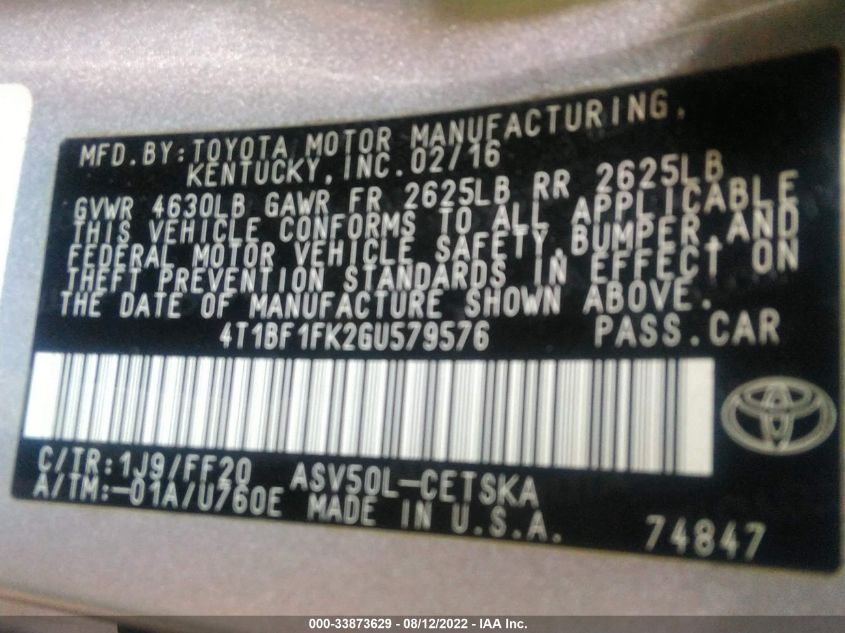 MFD.BY:TOYOTA MOTOR MANUFACTURING,
KENTUCKY, INC.02/16
GVWR 4630LB GAWR FR 2625LB RR 2625LB
THIS VEHICLE CONFORMS TO ALL APPLICABLE
FEDERAL MOTOR VEHICLE SAFETY,BUMPER,AND
THEFT PREVENTION STANDARDS IN EFFECT ON
THE DATE OF MANUFACTURE SHOWN ABOVE.
4T1BF1FK2GU579576 PASS.CAR
C/TR:1J9/FF20 ASV50L-CETSKA
A/TM:-01A/U760E MADE IN U.S.A. 74847
000-33873629 - 08/12/2022 - IAA Inc.